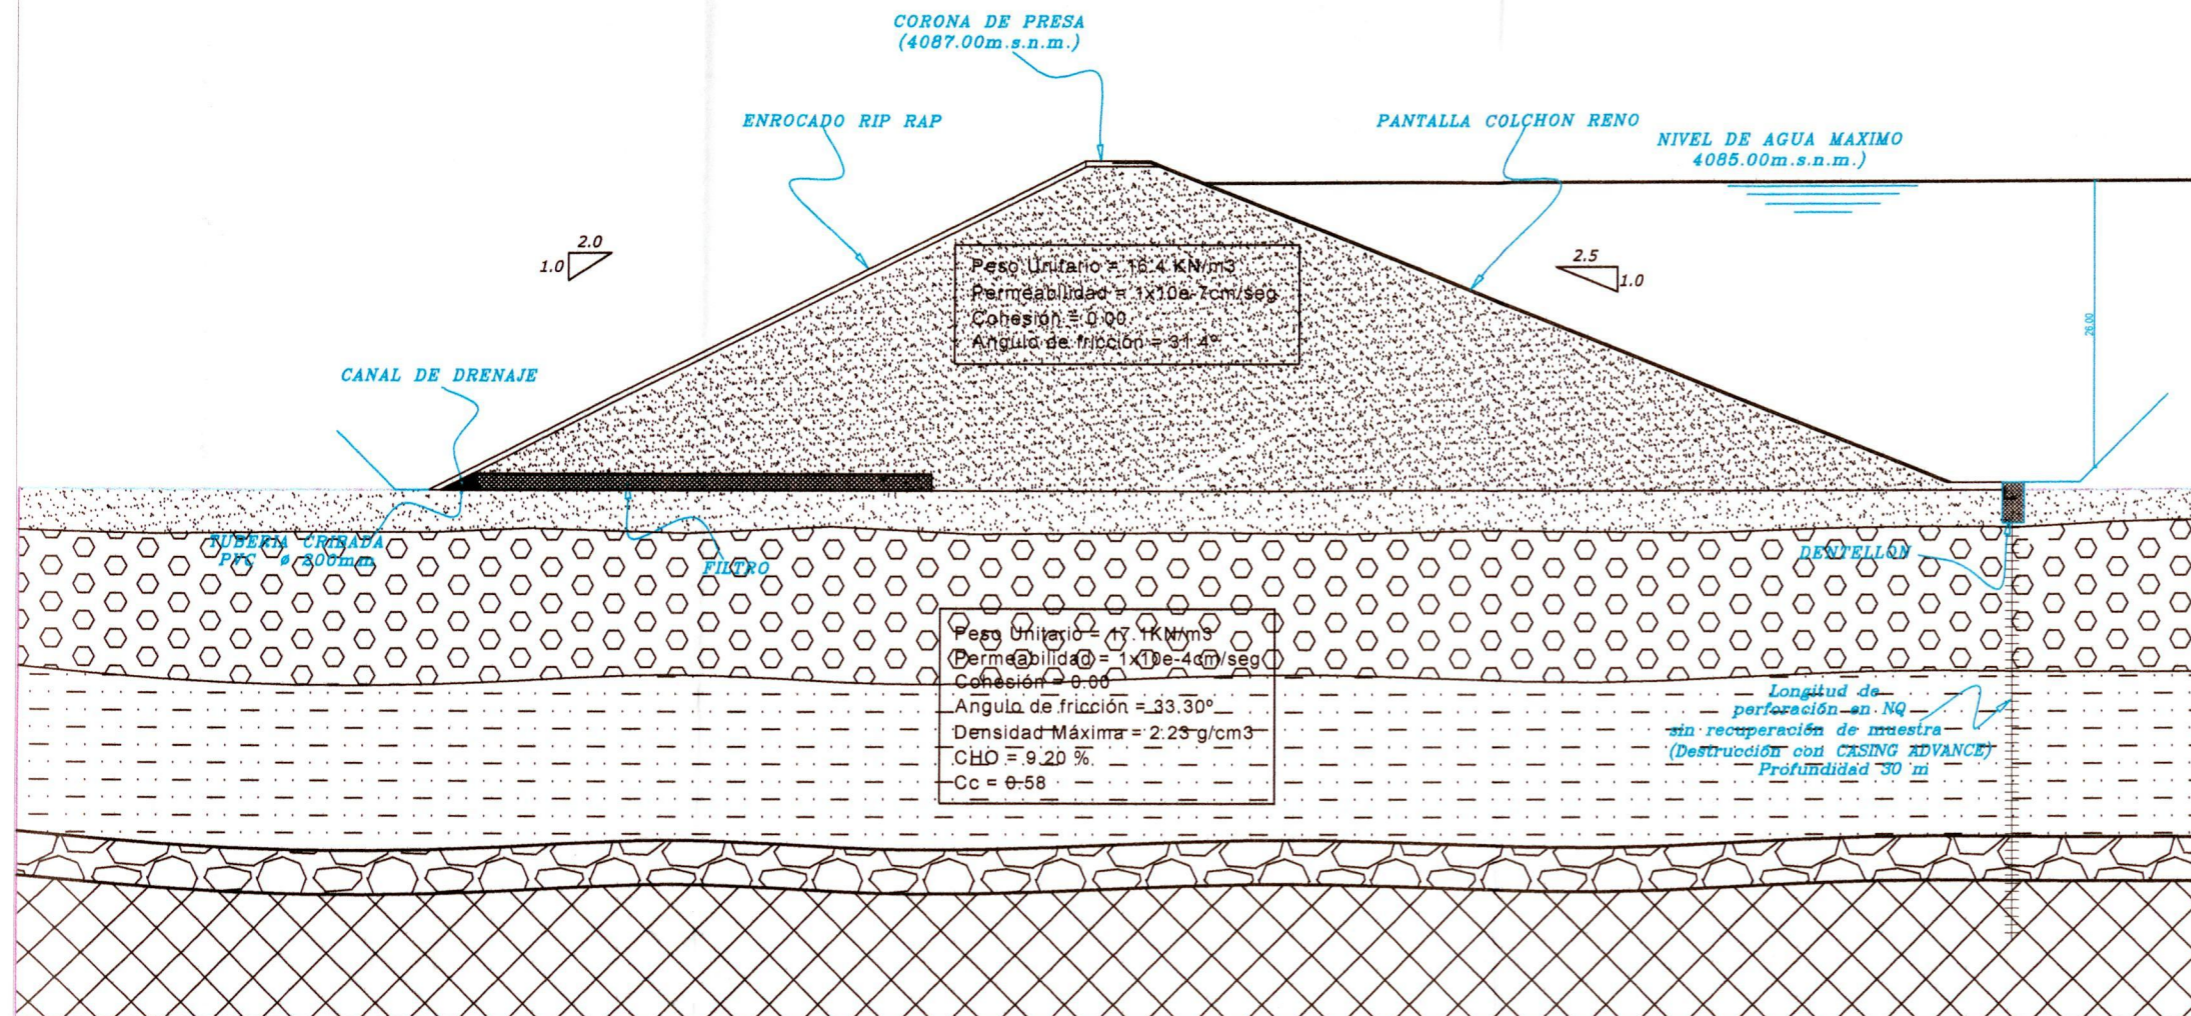 CORONA DE PRESA
(4087.00m.s.n.m.)
ENROCADO RIP RAP
PANTALLA COLCHON RENO
NIVEL DE AGUA MAXIMO
4085.00m.s.n.m.)
2.0
1.0
2.5
1.0
Peso Unitario = 16.4 KN/m3
Permeabilidad = 1x10e-7cm/seg
Cohesión = 0.00
Angulo de fricción = 31.4º
26.00
CANAL DE DRENAJE
TUBERIA CRIBADA
PVC ø 200mm
FILTRO
DENTELLON
Peso Unitario = 17.1KN/m3
Permeabilidad = 1x10e-4cm/seg
Cohesión = 0.00
Angulo de fricción = 33.30º
Densidad Máxima = 2.23 g/cm3
CHO = 9.20 %
Cc = 0.58
Longitud de
perforación en NQ
sin recuperación de muestra
(Destrucción con CASING ADVANCE)
Profundidad 30 m